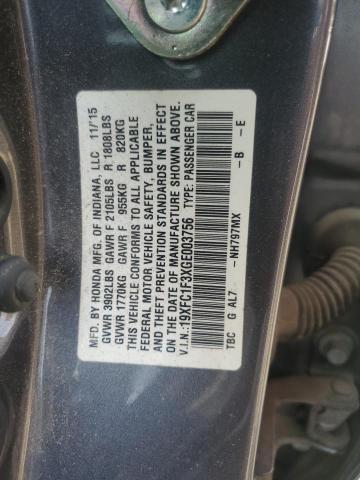 MFD. BY HONDA MFG. OF INDIANA, LLC 11/'15
GVWR 3902LBS GAWR F 2105LBS R 1808LBS
GVWR 1770KG GAWR F 955KG R 820KG
THIS VEHICLE CONFORMS TO ALL APPLICABLE
FEDERAL MOTOR VEHICLE SAFETY, BUMPER,
AND THEFT PREVENTION STANDARDS IN EFFECT
ON THE DATE OF MANUFACTURE SHOWN ABOVE.
V.I.N.:19XFC1F3XGE003756 TYPE: PASSENGER CAR
TBC G AL7 -NH797MX -B -E